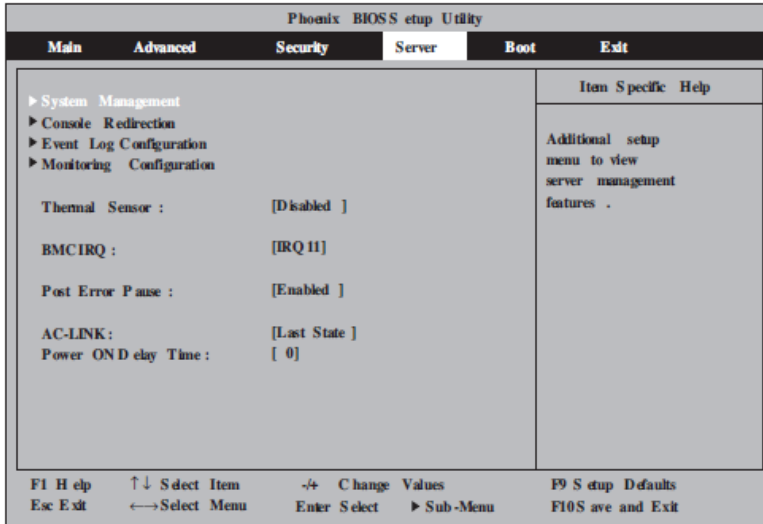 Phoenix BIOS Setup Utility
Main Advanced Security Server Boot Exit
▶ System Management
▶ Console Redirection
▶ Event Log Configuration
▶ Monitoring Configuration
Thermal Sensor : [Disabled ]
BMC IRQ : [IRQ 11]
Post Error Pause : [Enabled ]
AC-LINK : [Last State ]
Power ON Delay Time : [ 0]
Item Specific Help
Additional setup
menu to view
server management
features .
F1 Help ↑↓ Select Item -/+ Change Values F9 Setup Defaults
Esc Exit ←→ Select Menu Enter Select ▶ Sub-Menu F10 Save and Exit